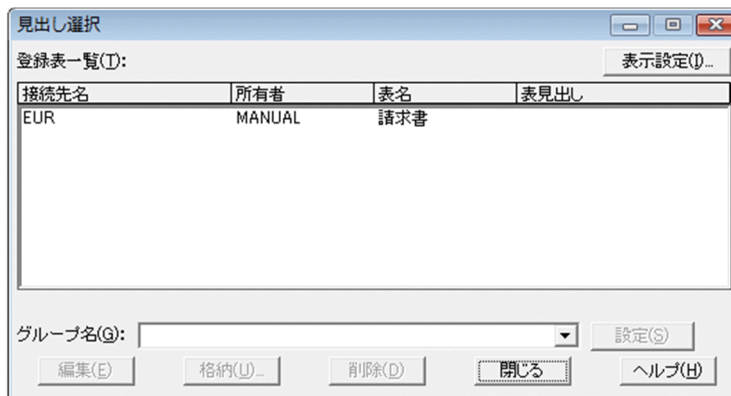 見出し選択
登録表一覧(T):
表示設定(I)...
接続先名 所有者 表名 表見出し
EUR MANUAL 請求書
グループ名(G):
設定(S)
編集(E) 格納(U)... 削除(D) 閉じる ヘルプ(H)